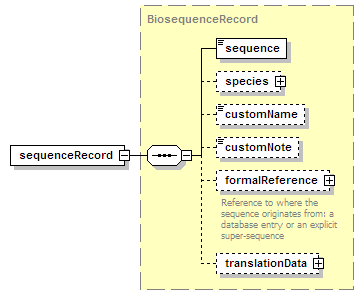 BiosequenceRecord
sequence
species
customName
customNote
sequenceRecord
formalReference
Reference to where the
sequence originates from: a
database entry or an explicit
super-sequence
translationData